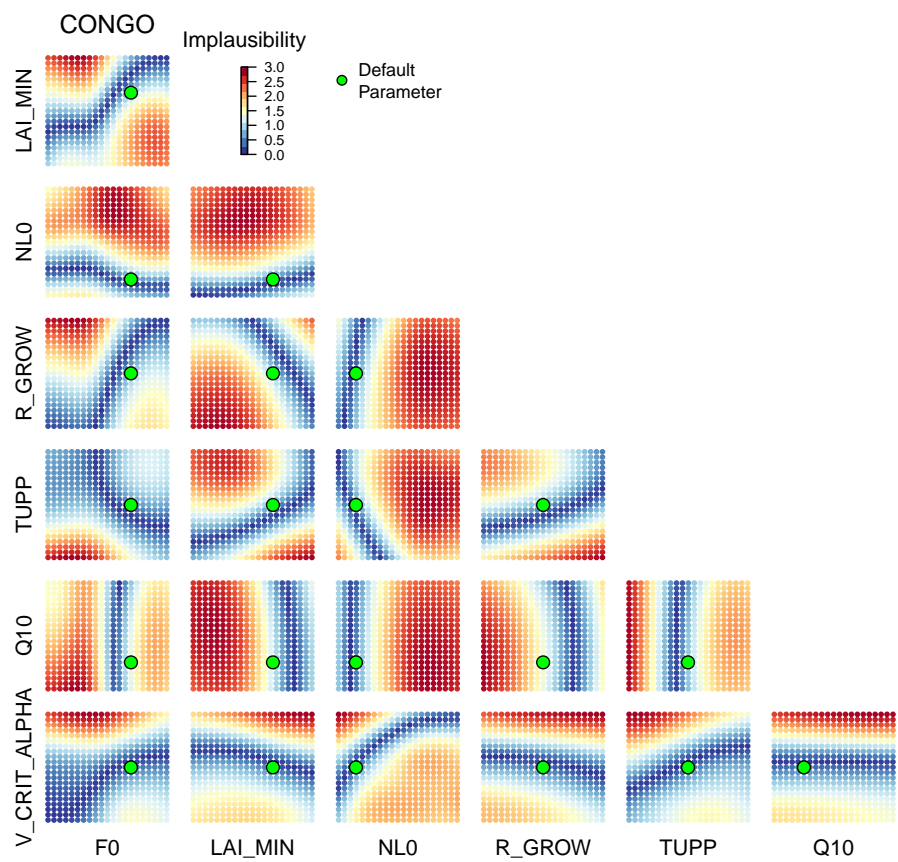 CONGO
Implausibility
3.0
2.5
2.0
1.5
1.0
0.5
0.0
Default
Parameter
LAI_MIN
NL0
R_GROW
TUPP
Q10
V_CRIT_ALPHA
F0
LAI_MIN
NL0
R_GROW
TUPP
Q10